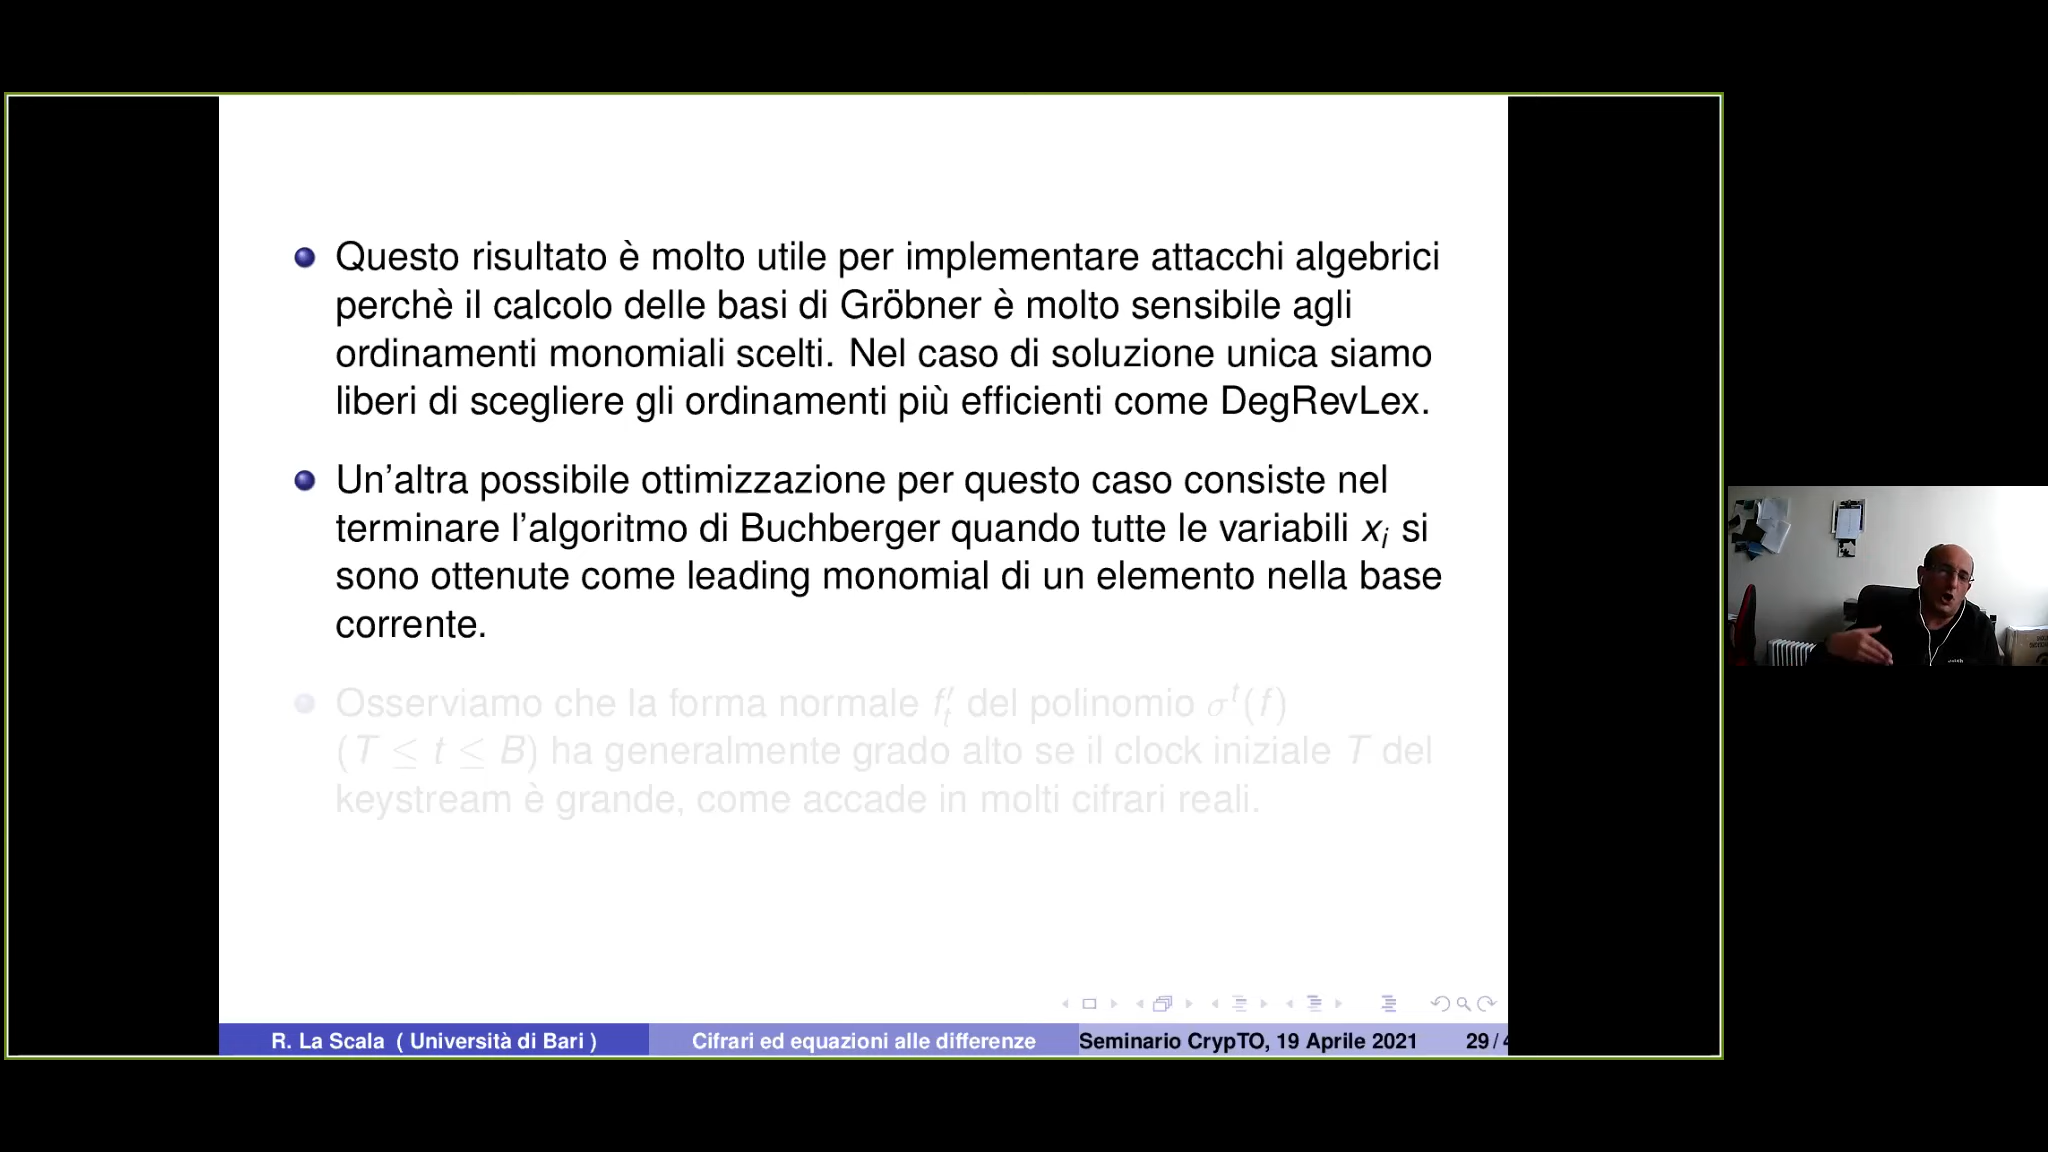 Questo risultato è molto utile per implementare attacchi algebrici
perchè il calcolo delle basi di Gröbner è molto sensibile agli
ordinamenti monomiali scelti. Nel caso di soluzione unica siamo
liberi di scegliere gli ordinamenti più efficienti come DegRevLex.
Un'altra possibile ottimizzazione per questo caso consiste nel
terminare l'algoritmo di Buchberger quando tutte le variabili xᵢ si
sono ottenute come leading monomial di un elemento nella base
corrente.
Osserviamo che la forma normale f′ₜ del polinomio σᵗ(f)
(T ≤ t ≤ B) ha generalmente grado alto se il clock iniziale T del
keystream è grande, come accade in molti cifrari reali.
R. La Scala ( Università di Bari ) Cifrari ed equazioni alle differenze Seminario CrypTO, 19 Aprile 2021 29 /